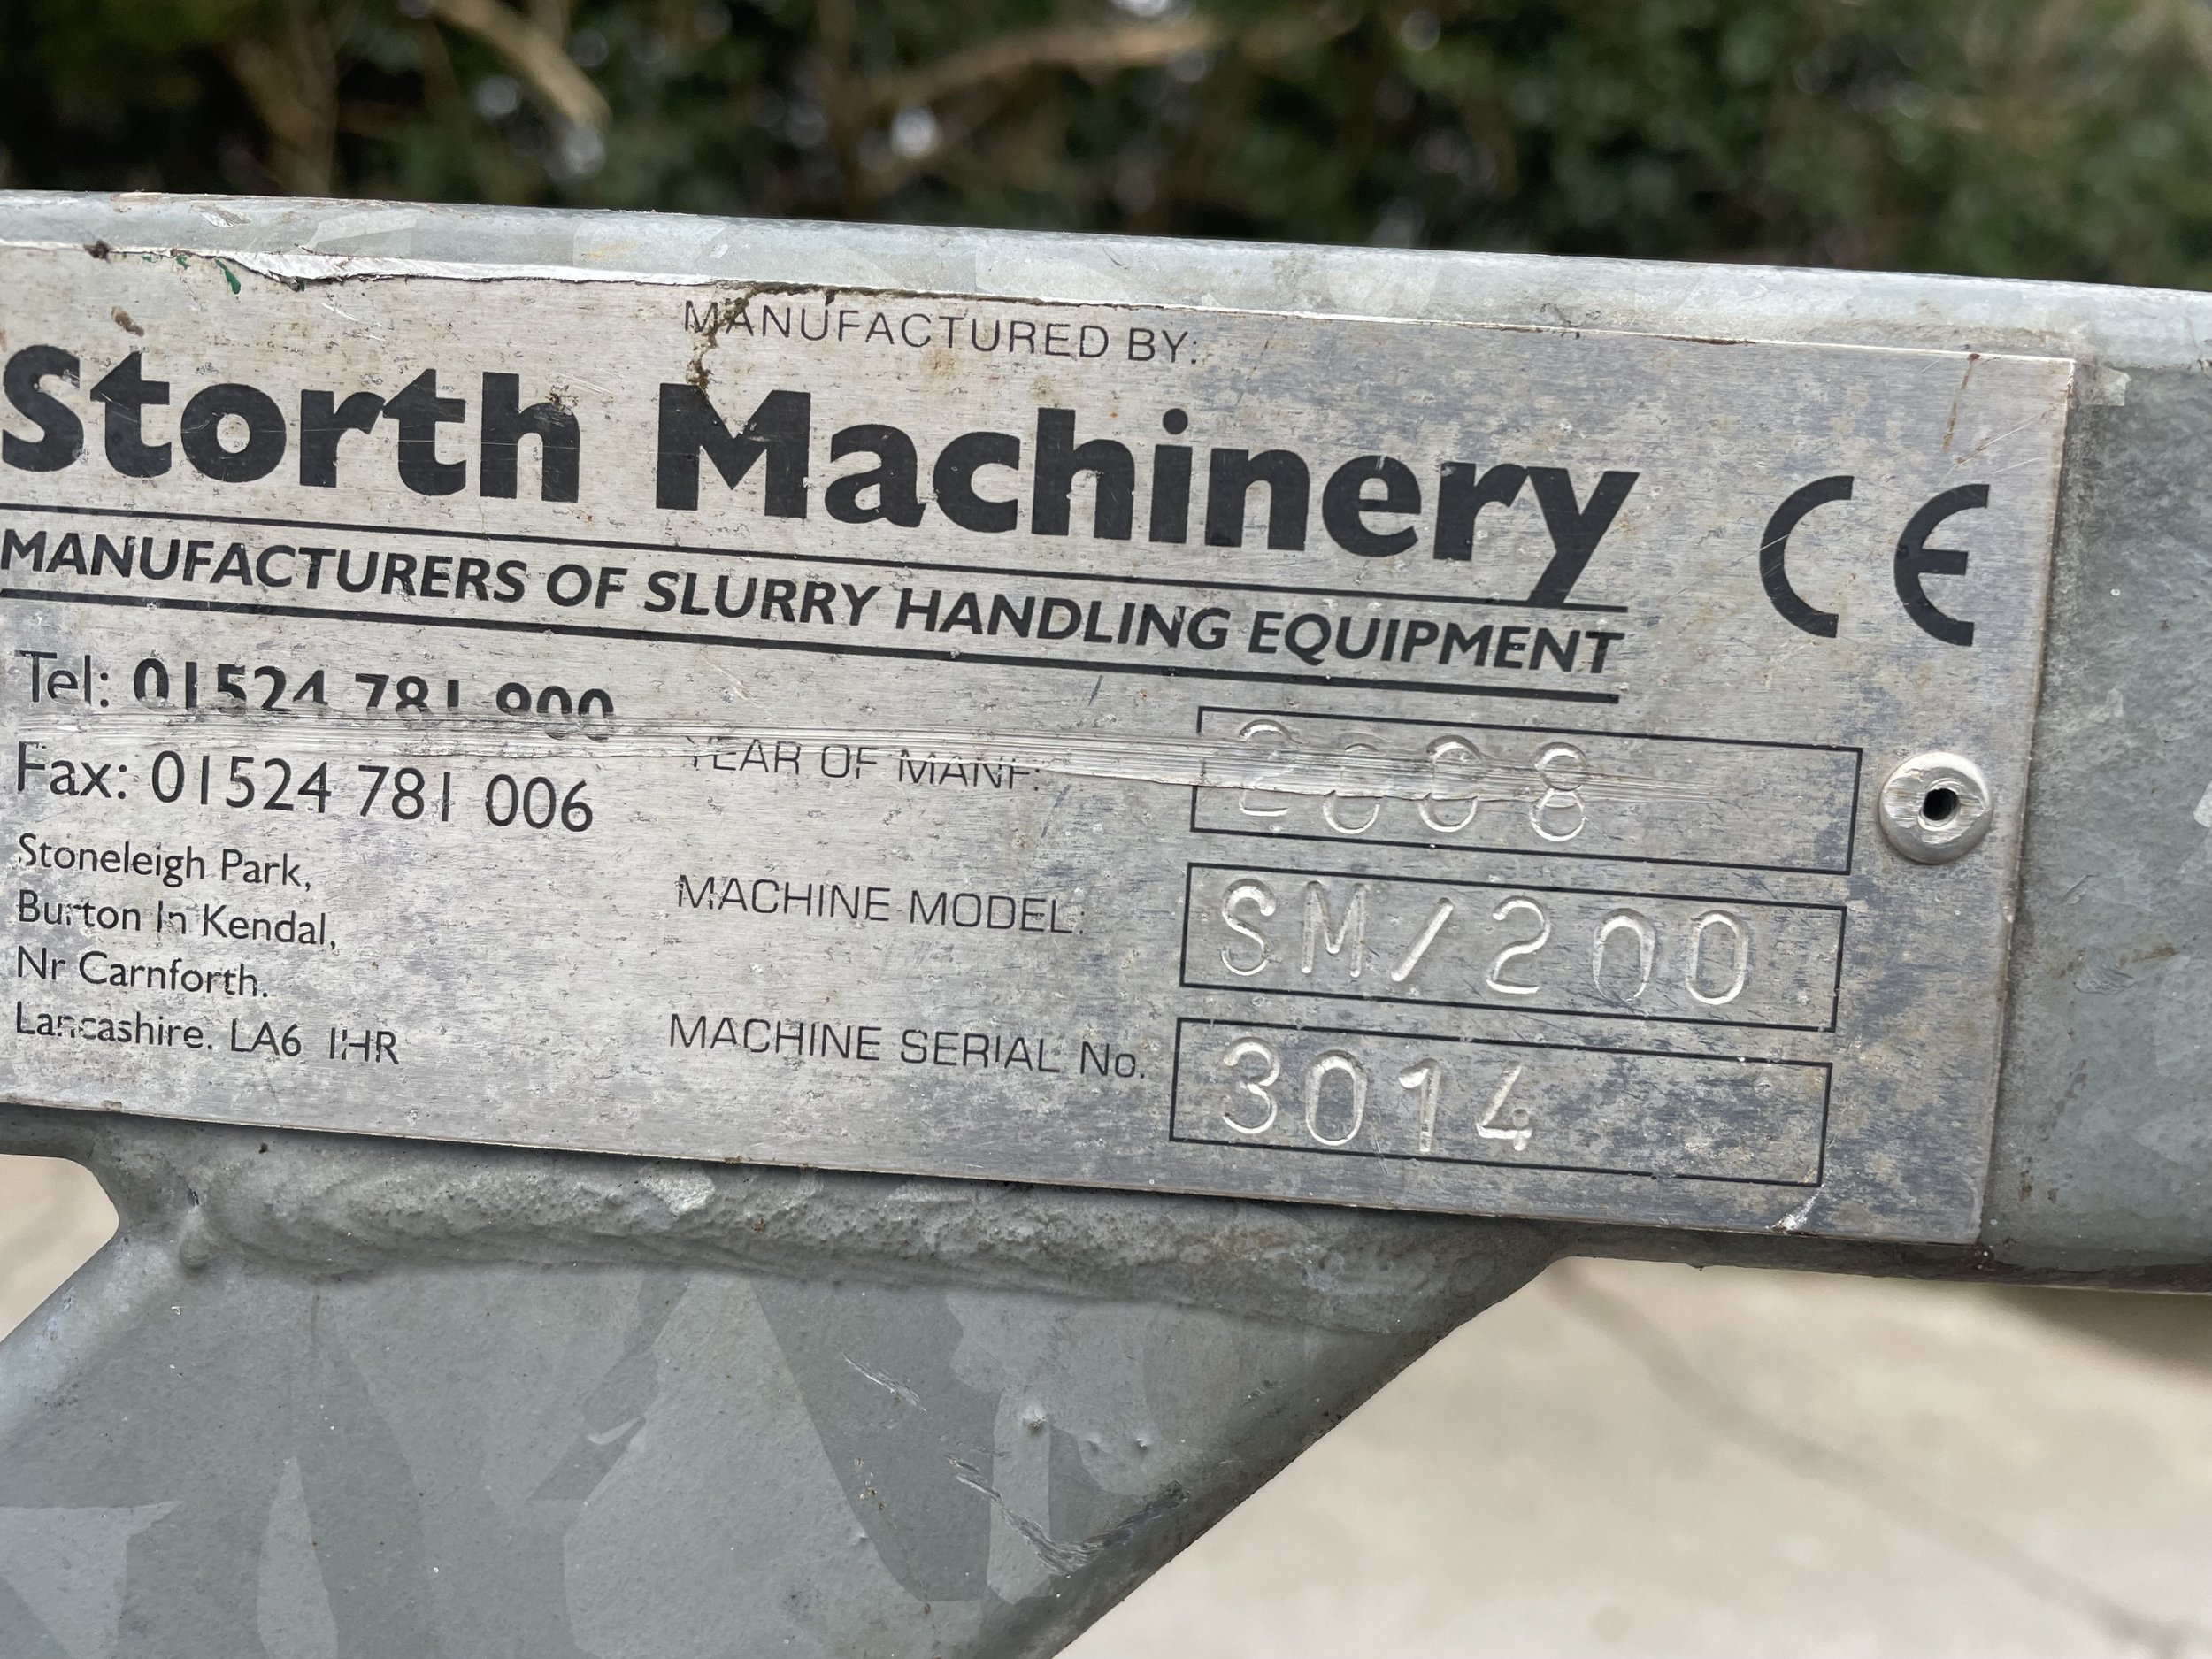 MANUFACTURED BY:
Storth Machinery
CE
MANUFACTURERS OF SLURRY HANDLING EQUIPMENT
Tel: 01524 781 900
Fax: 01524 781 006
Stoneleigh Park,
Burton In Kendal,
Nr Carnforth.
Lancashire. LA6 1HR
YEAR OF MANF: 2008
MACHINE MODEL: SM/200
MACHINE SERIAL No. 3014